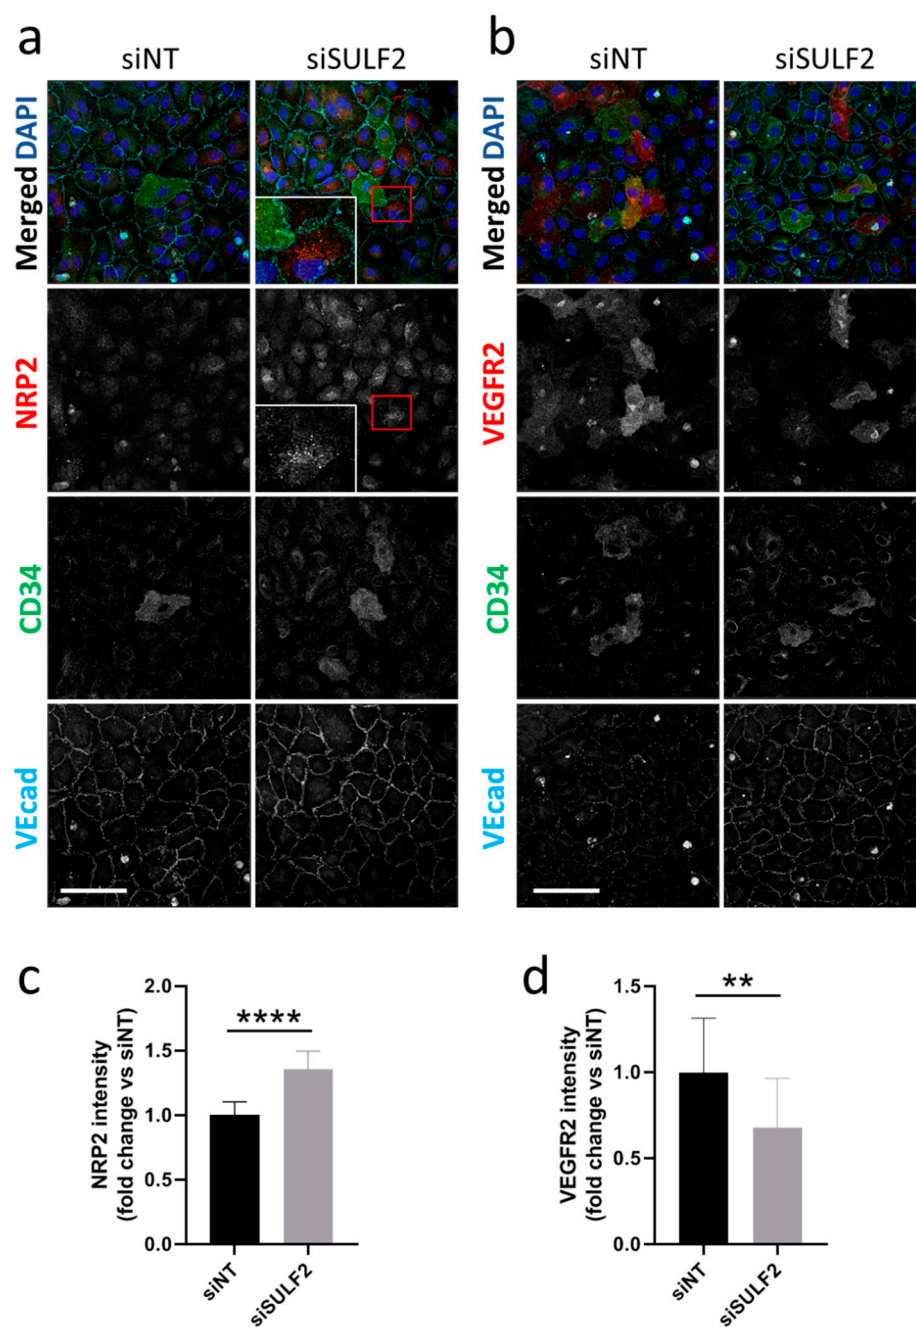 a
b
siNT
siSULF2
siNT
siSULF2
Merged DAPI
Merged DAPI
NRP2
VEGFR2
CD34
CD34
VEcad
VEcad
c
d
NRP2 intensity
(fold change vs siNT)
2.0
1.5
1.0
0.5
0.0
****
siNT
siSULF2
VEGFR2 intensity
(fold change vs siNT)
1.5
1.0
0.5
0.0
**
siNT
siSULF2